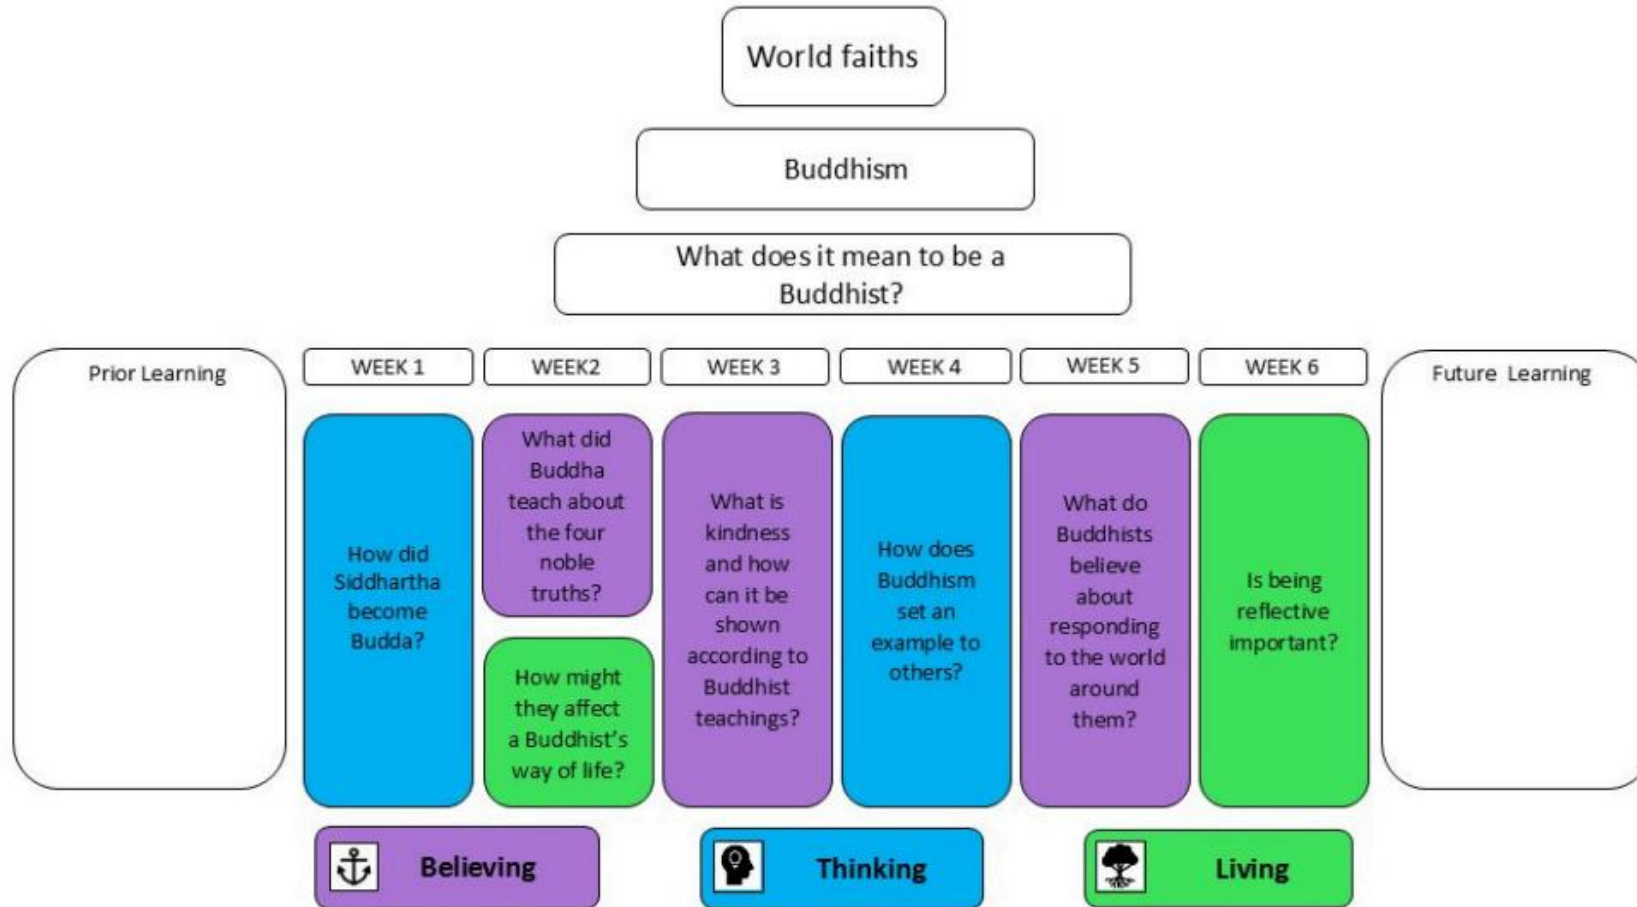 World faiths
Buddhism
What does it mean to be a
Buddhist?
Prior Learning
WEEK 1
WEEK2
WEEK 3
WEEK 4
WEEK 5
WEEK 6
Future Learning
How did
Siddhartha
become
Budda?
What did
Buddha
teach about
the four
noble
truths?
How might
they affect
a Buddhist's
way of life?
What is
kindness
and how
can it be
shown
according to
Buddhist
teachings?
How does
Buddhism
set an
example to
others?
What do
Buddhists
believe
about
responding
to the world
around
them?
Is being
reflective
important?
Believing
Thinking
Living